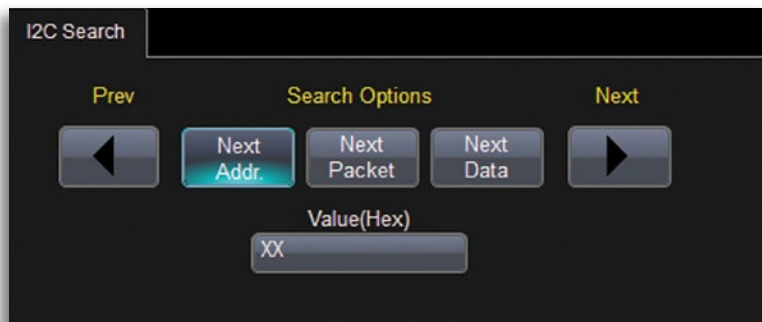 I2C Search
Prev
Search Options
Next
Next
Addr.
Next
Packet
Next
Data
Value(Hex)
XX